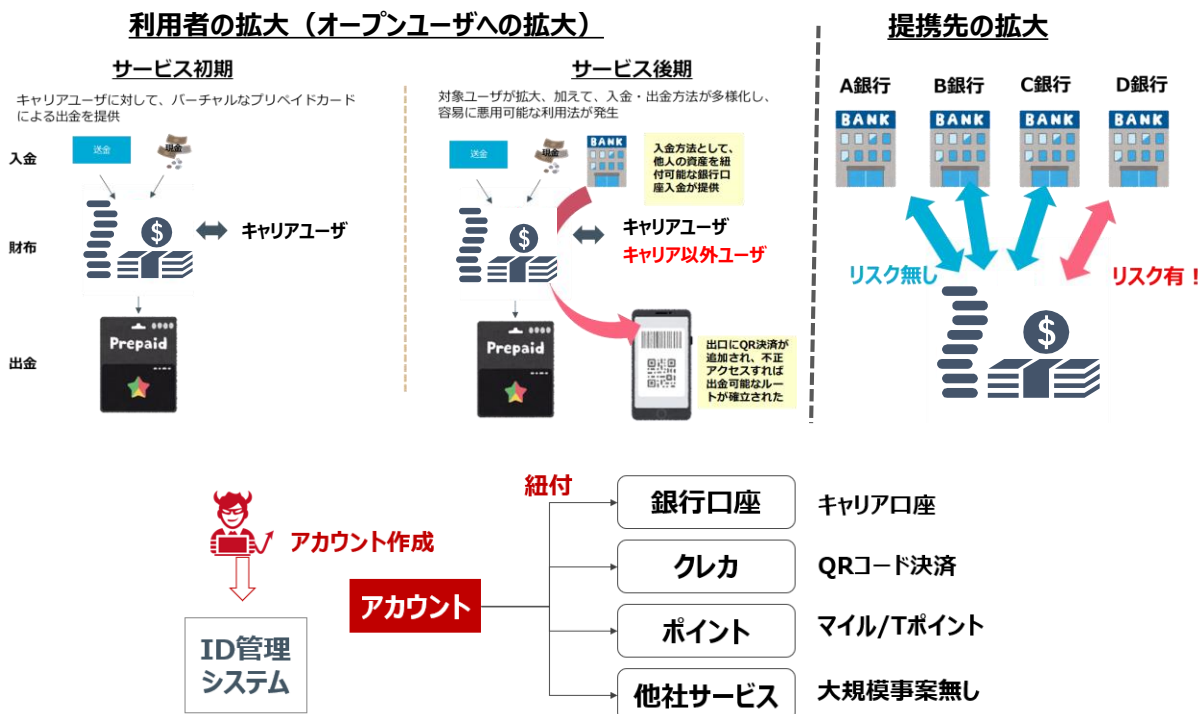 利用者の拡大（オープンユーザへの拡大）
サービス初期
キャリアユーザに対して、バーチャルなプリペイドカード
による出金を提供
入金
送金
現金
財布
$
キャリアユーザ
出金
Prepaid
サービス後期
対象ユーザが拡大、加えて、入金・出金方法が多様化し、
容易に悪用可能な利用法が発生
送金
現金
BANK
入金方法として、
他人の資産を紐
付可能な銀行口
座入金が提供
$
キャリアユーザ
キャリア以外ユーザ
Prepaid
出口にQR決済が
追加され、不正
アクセスすれば
出金可能なルー
トが確立された
提携先の拡大
A銀行
B銀行
C銀行
D銀行
BANK
BANK
BANK
BANK
リスク無し
リスク有！
$
アカウント作成
ID管理
システム
アカウント
紐付
銀行口座
キャリア口座
クレカ
QRコード決済
ポイント
マイル/Tポイント
他社サービス
大規模事案無し